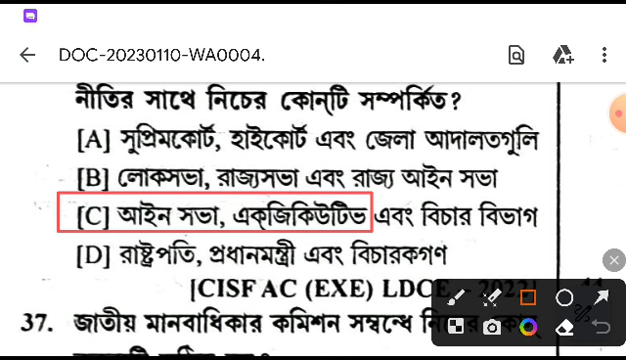 DOC-20230110-WA0004.
নীতির সাথে নিচের কোন্‌টি সম্পর্কিত?
[A] সুপ্রিমকোর্ট, হাইকোর্ট এবং জেলা আদালতগুলি
[B] লোকসভা, রাজ্যসভা এবং রাজ্য আইন সভা
[C] আইন সভা, এক্‌জিকিউটিভ এবং বিচার বিভাগ
[D] রাষ্ট্রপতি, প্রধানমন্ত্রী এবং বিচারকগণ
[CISF AC (EXE) LDCE
37. জাতীয় মানবাধিকার কমিশন সম্বন্ধে